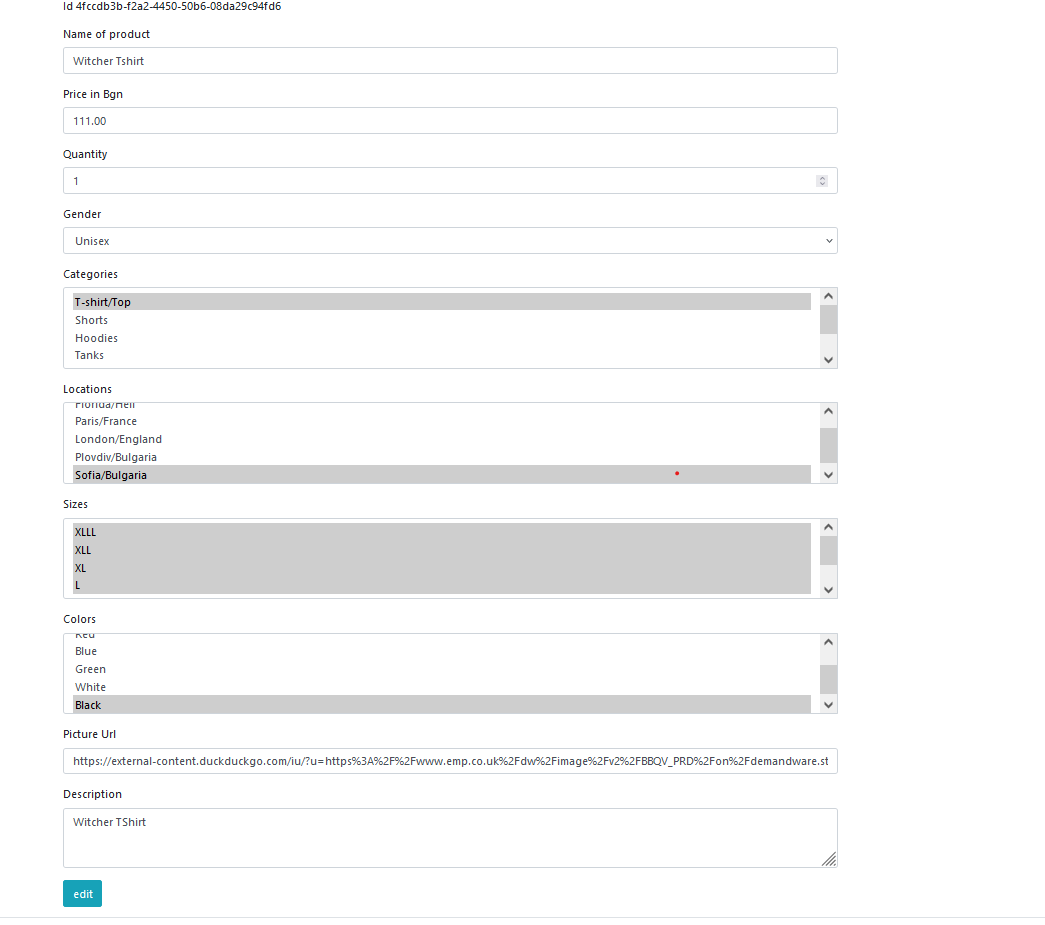 Id 4fccdb3b-f2a2-4450-50b6-08da29c94fd6
Name of product
Witcher Tshirt
Price in Bgn
111.00
Quantity
1
Gender
Unisex
Categories
T-shirt/Top
Shorts
Hoodies
Tanks
Locations
Florida/Hell
Paris/France
London/England
Plovdiv/Bulgaria
Sofia/Bulgaria
Sizes
XLLL
XLL
XL
L
Colors
Red
Blue
Green
White
Black
Picture Url
https://external-content.duckduckgo.com/iu/?u=https%3A%2F%2Fwww.emp.co.uk%2Fdw%2Fimage%2Fv2%2FBBQV_PRD%2Fon%2Fdemandware.st
Description
Witcher TShirt
edit